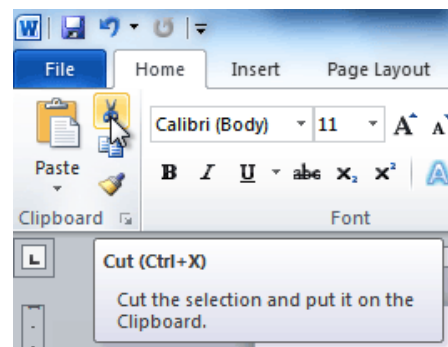 W
File Home Insert Page Layout
Calibri (Body) 11 A A
Paste
B I U abc x₂ x² A
Clipboard Font
L
Cut (Ctrl+X)
Cut the selection and put it on the
Clipboard.